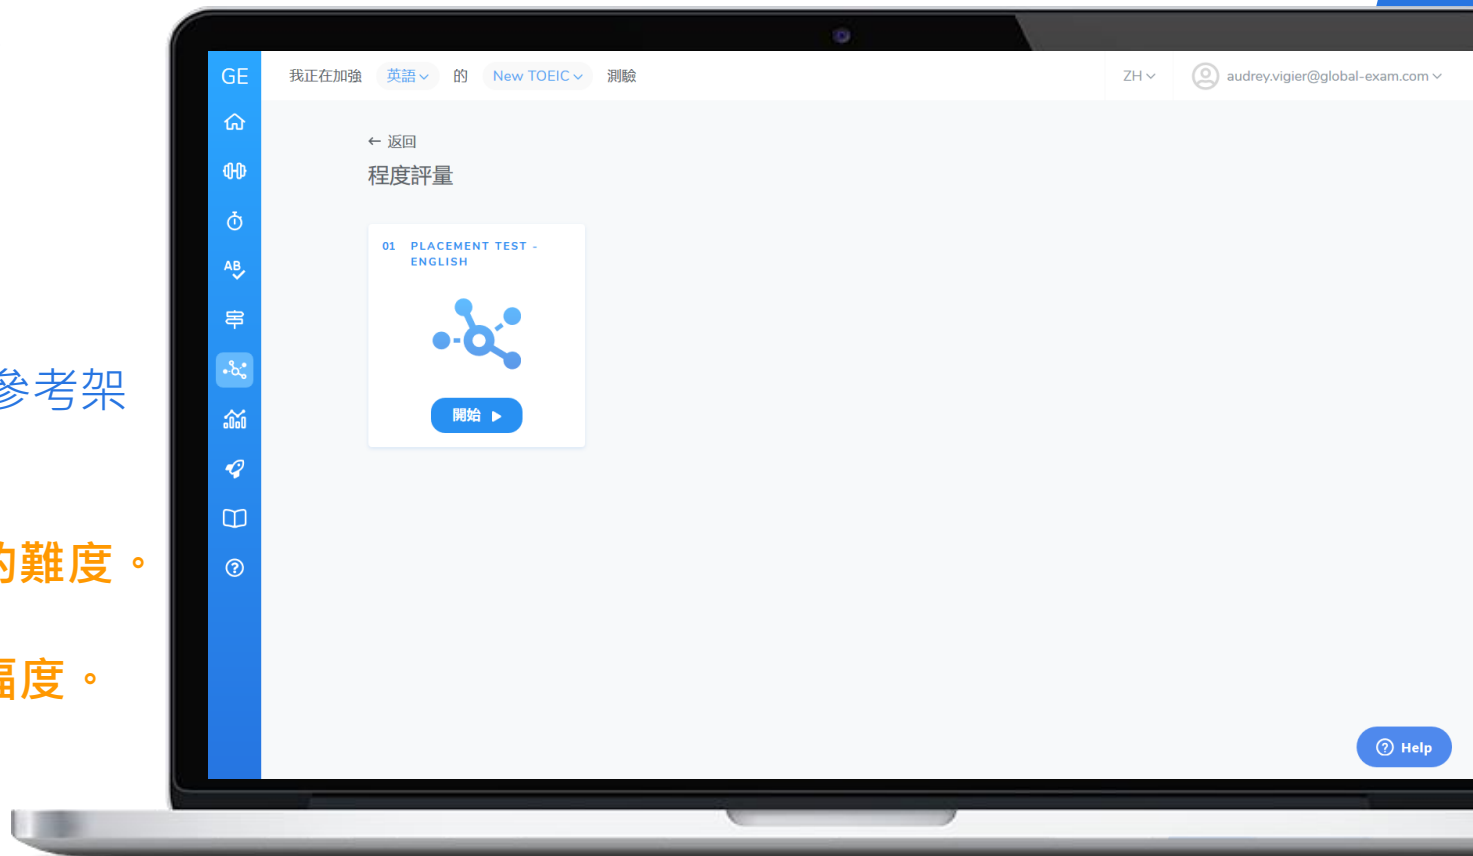 GE 我正在加強 英語 的 New TOEIC 測驗 ZH audrey.vigier@global-exam.com
← 返回
程度評量
01 PLACEMENT TEST -
ENGLISH
AB
開始
參考架
的難度。
幅度。
Help